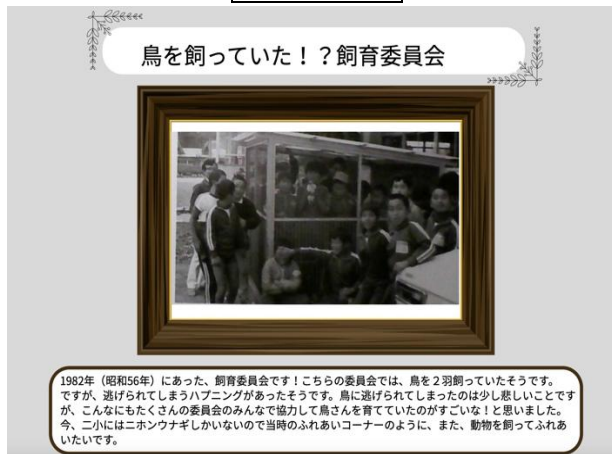 鳥を飼っていた！？飼育委員会
1982年（昭和56年）にあった、飼育委員会です！こちらの委員会では、鳥を２羽飼っていたそうです。
ですが、逃げられてしまうハプニングがあったそうです。鳥に逃げられてしまったのは少し悲しいことです
が、こんなにもたくさんの委員会のみんなで協力して鳥さんを育てていたのがすごいな！と思いました。
今、二小にはニホンウナギしかいないので当時のふれあいコーナーのように、また、動物を飼ってふれあ
いたいです。